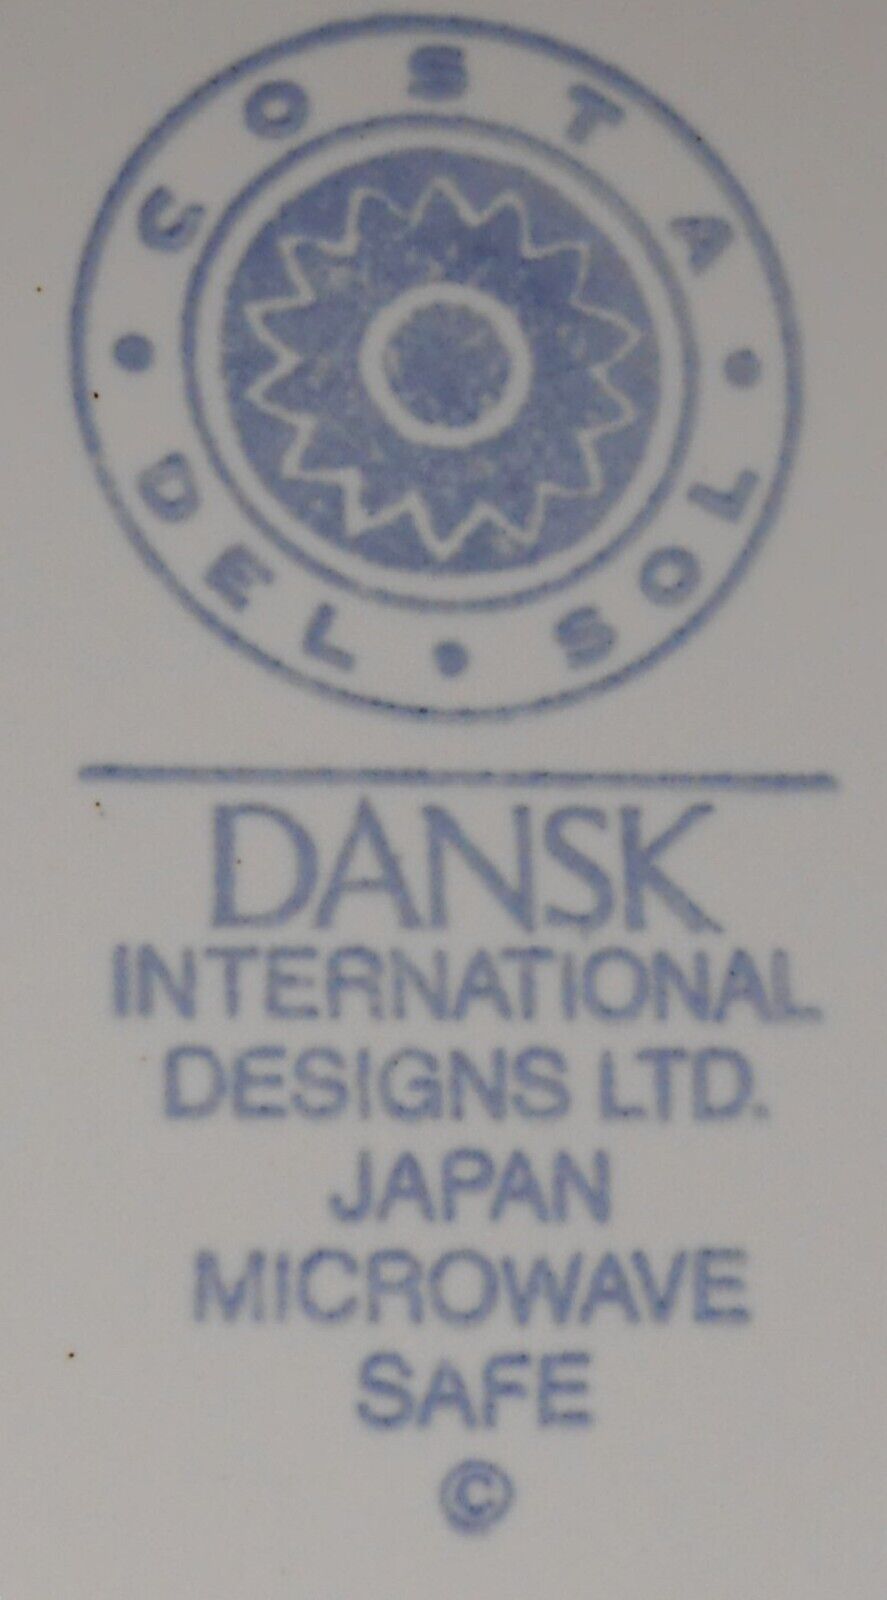 COSTA • DEL • SOL •
DANSK
INTERNATIONAL
DESIGNS LTD.
JAPAN
MICROWAVE
SAFE
©